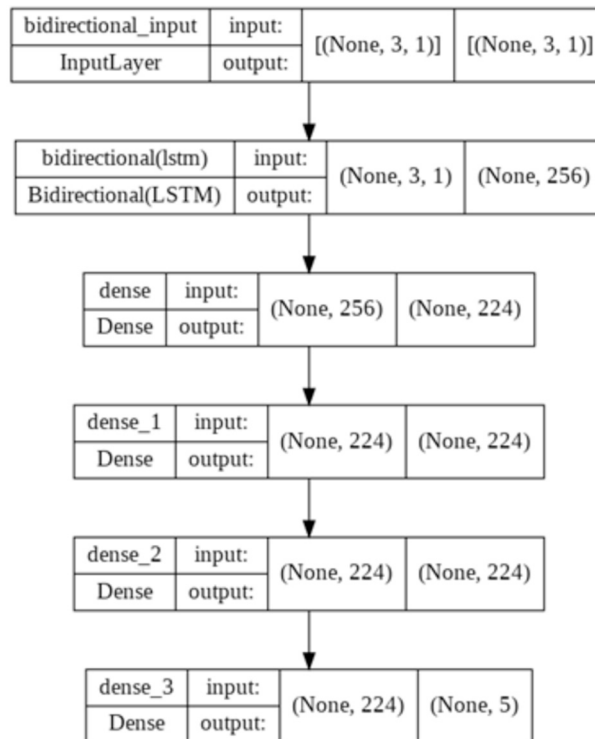 bidirectional_input input: [(None, 3, 1)] [(None, 3, 1)]
InputLayer output:
bidirectional(lstm) input: (None, 3, 1) (None, 256)
Bidirectional(LSTM) output:
dense input: (None, 256) (None, 224)
Dense output:
dense_1 input: (None, 224) (None, 224)
Dense output:
dense_2 input: (None, 224) (None, 224)
Dense output:
dense_3 input: (None, 224) (None, 5)
Dense output: